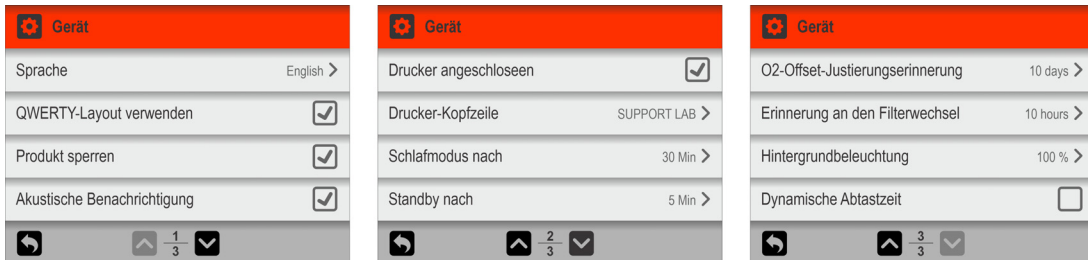 Gerät
Sprache English >
QWERTY-Layout verwenden
Produkt sperren
Akustische Benachrichtigung
1/3
Gerät
Drucker angeschloseen
Drucker-Kopfzeile SUPPORT LAB >
Schlafmodus nach 30 Min >
Standby nach 5 Min >
2/3
Gerät
O2-Offset-Justierungserinnerung 10 days >
Erinnerung an den Filterwechsel 10 hours >
Hintergrundbeleuchtung 100 % >
Dynamische Abtastzeit
3/3